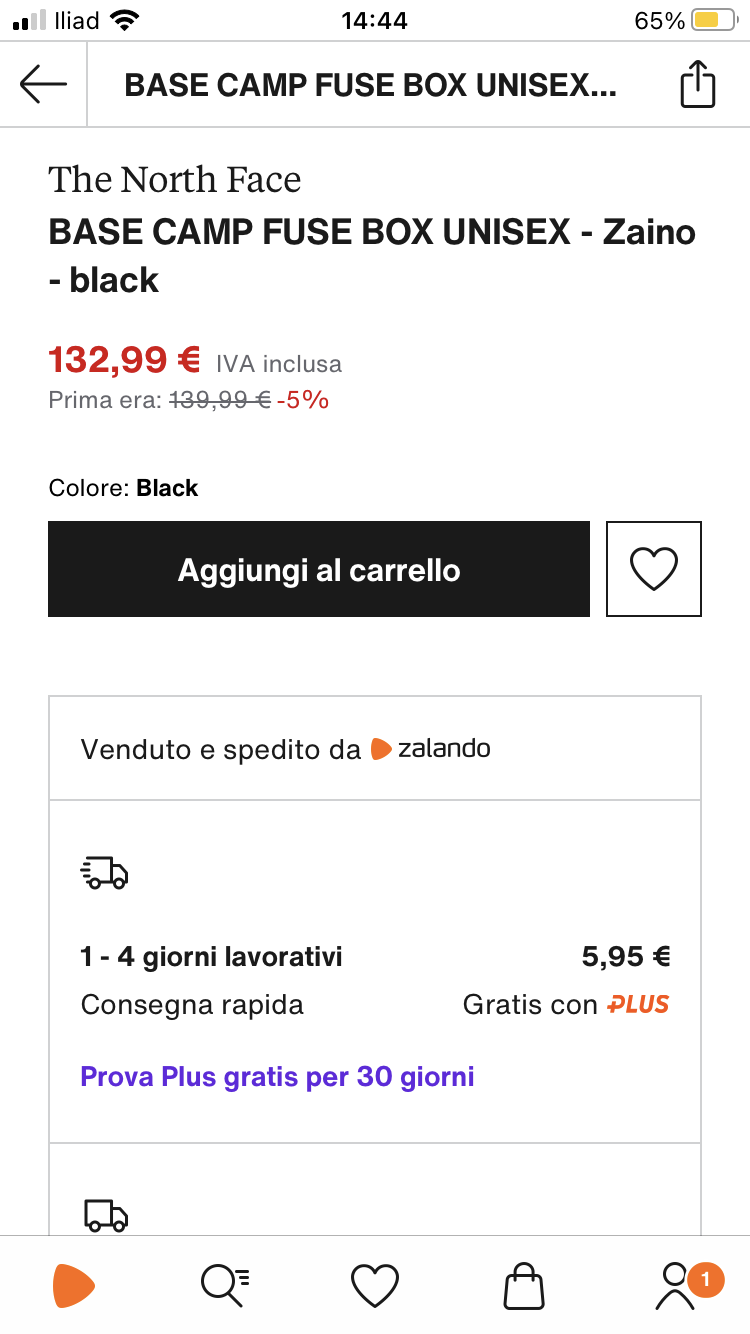 Iliad 14:44 65%
BASE CAMP FUSE BOX UNISEX...
The North Face
BASE CAMP FUSE BOX UNISEX - Zaino
- black
132,99 € IVA inclusa
Prima era: 139,99 € -5%
Colore: Black
Aggiungi al carrello
Venduto e spedito da zalando
1 - 4 giorni lavorativi 5,95 €
Consegna rapida Gratis con PLUS
Prova Plus gratis per 30 giorni
1